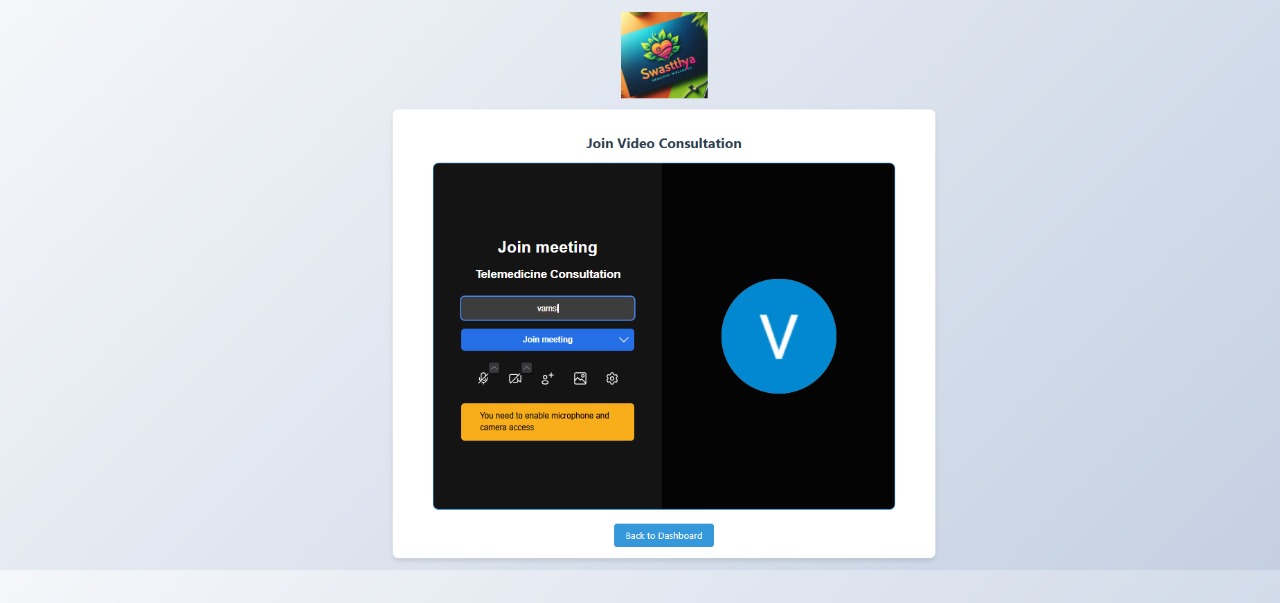 Swastthya
Join Video Consultation
Join meeting
Telemedicine Consultation
vams
Join meeting
You need to enable microphone and
camera access
V
Back to Dashboard